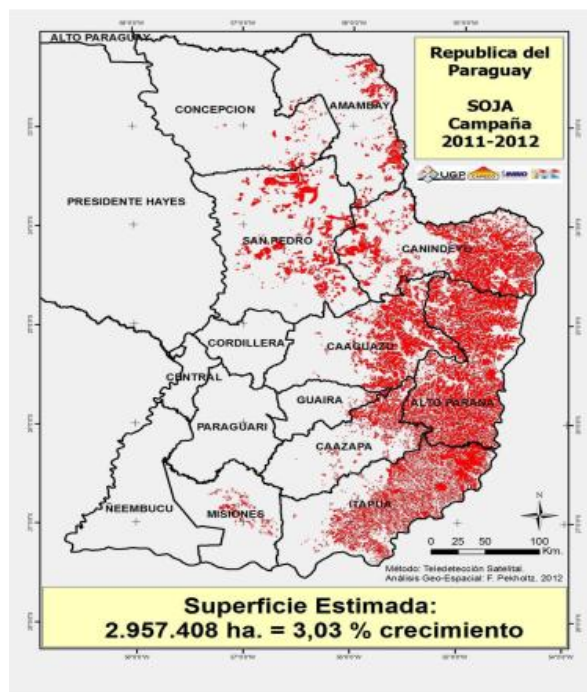 Republica del
Paraguay
SOJA
Campaña
2011-2012
UGP
ALTO PARAGUAY
CONCEPCION
AMAMBAY
PRESIDENTE HAYES
SAN PEDRO
CANINDEYU
CORDILLERA
CAAGUAZU
CENTRAL
GUAIRA
ALTO PARANA
PARAGUARI
CAAZAPA
ÑEEMBUCU
MISIONES
ITAPUA
N
0 25 50 100
Km.
Método: Teledetección Satelital.
Análisis Geo-Espacial: F. Pekholtz. 2012
Superficie Estimada:
2.957.408 ha. = 3,03 % crecimiento